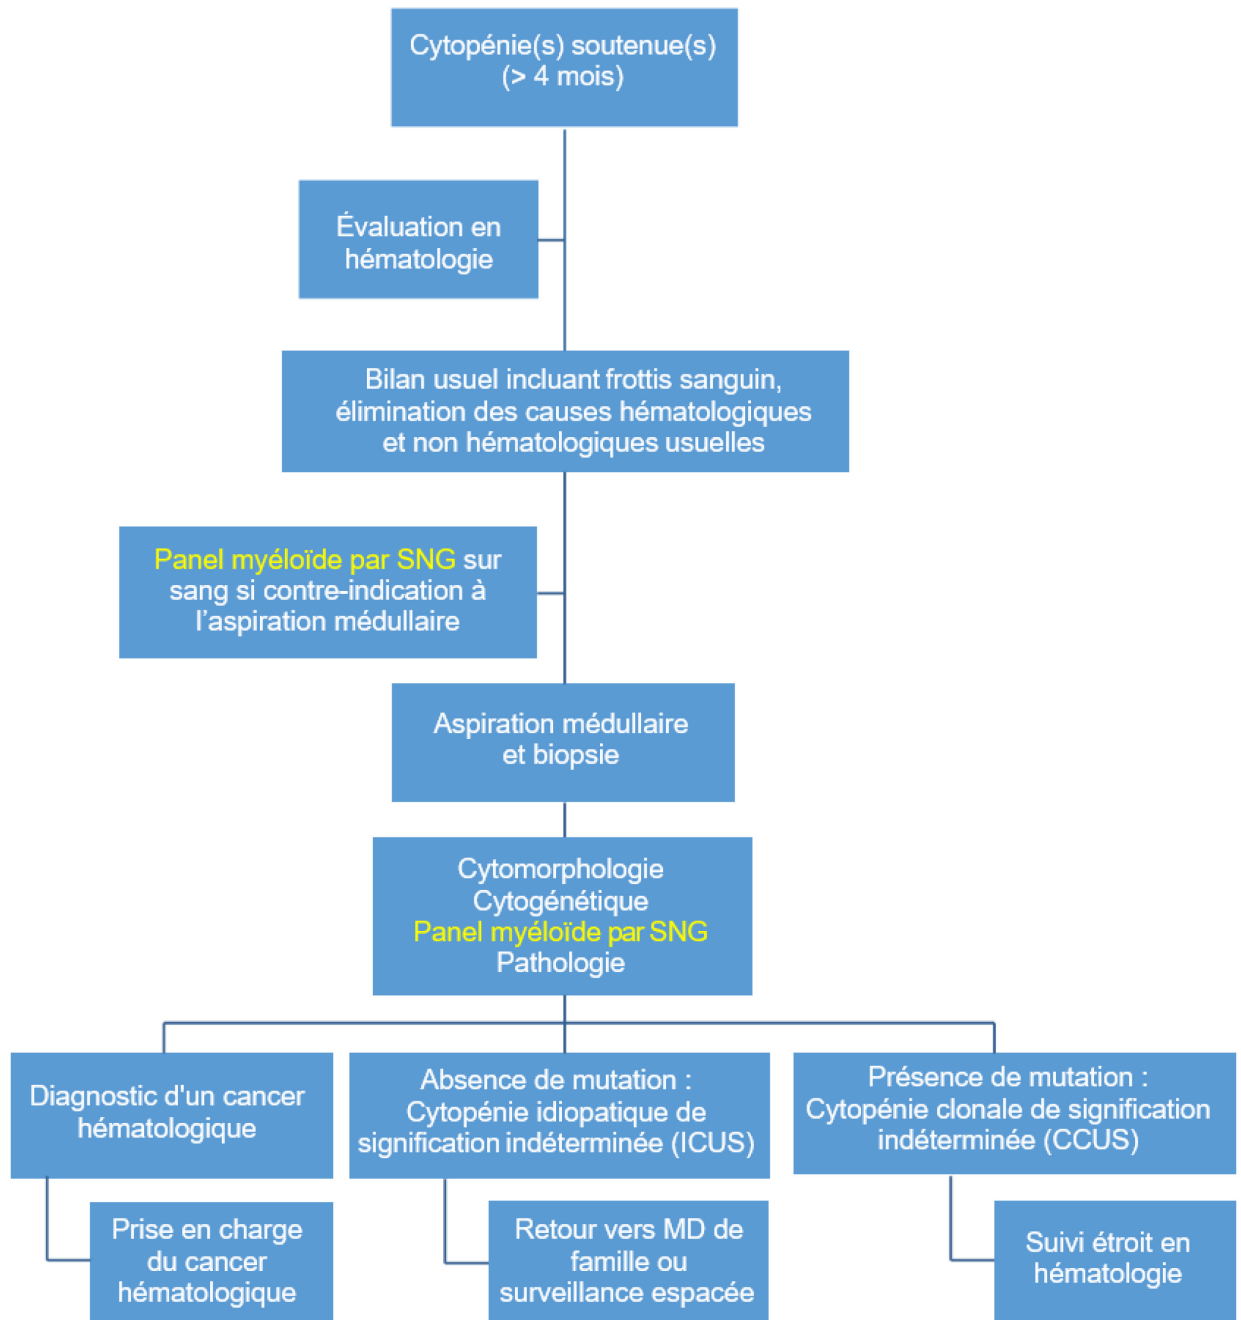 Cytopénie(s) soutenue(s)
(> 4 mois)
Évaluation en
hématologie
Bilan usuel incluant frottis sanguin,
élimination des causes hématologiques
et non hématologiques usuelles
Panel myéloïde par SNG sur
sang si contre-indication à
l’aspiration médullaire
Aspiration médullaire
et biopsie
Cytomorphologie
Cytogénétique
Panel myéloïde par SNG
Pathologie
Diagnostic d'un cancer
hématologique
Absence de mutation :
Cytopénie idiopatique de
signification indéterminée (ICUS)
Présence de mutation :
Cytopénie clonale de signification
indéterminée (CCUS)
Prise en charge
du cancer
hématologique
Retour vers MD de
famille ou
surveillance espacée
Suivi étroit en
hématologie